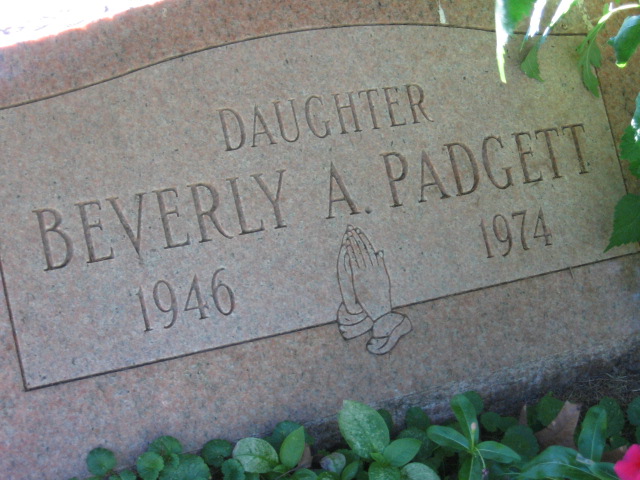 DAUGHTER
BEVERLY A. PADGETT
1946 1974